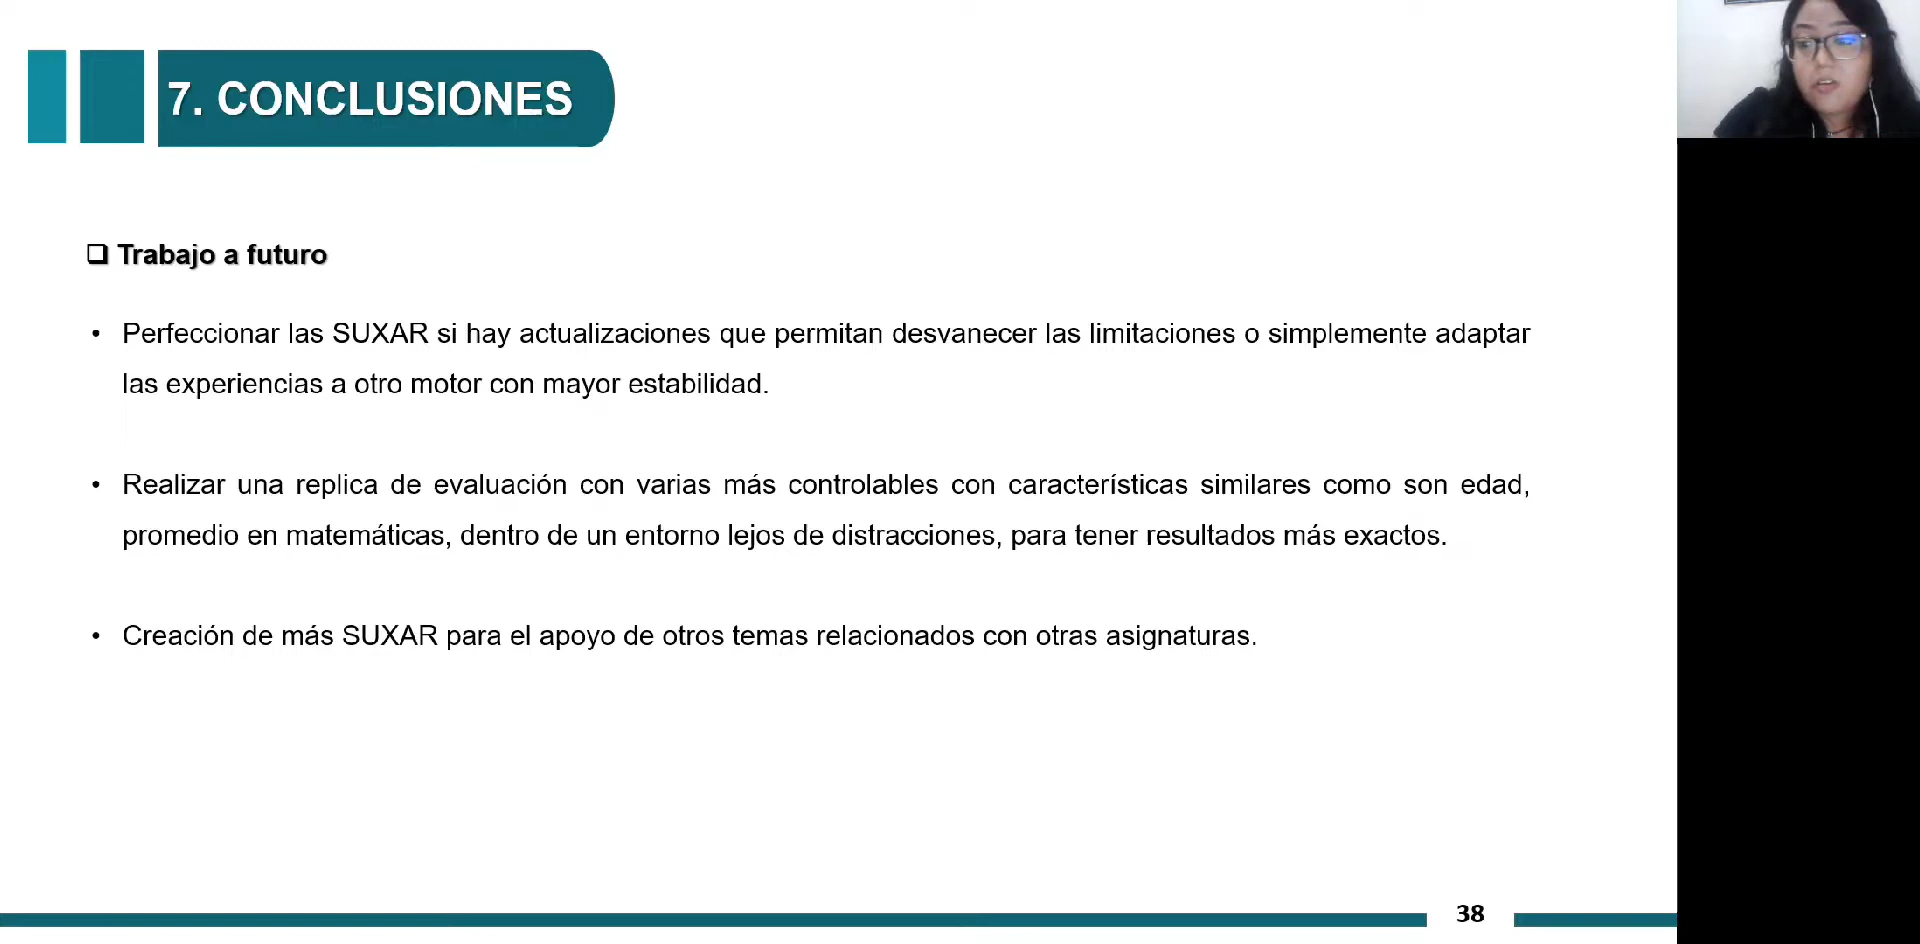 7. CONCLUSIONES
Trabajo a futuro
• Perfeccionar las SUXAR si hay actualizaciones que permitan desvanecer las limitaciones o simplemente adaptar
las experiencias a otro motor con mayor estabilidad.
• Realizar una replica de evaluación con varias más controlables con características similares como son edad,
promedio en matemáticas, dentro de un entorno lejos de distracciones, para tener resultados más exactos.
• Creación de más SUXAR para el apoyo de otros temas relacionados con otras asignaturas.
38